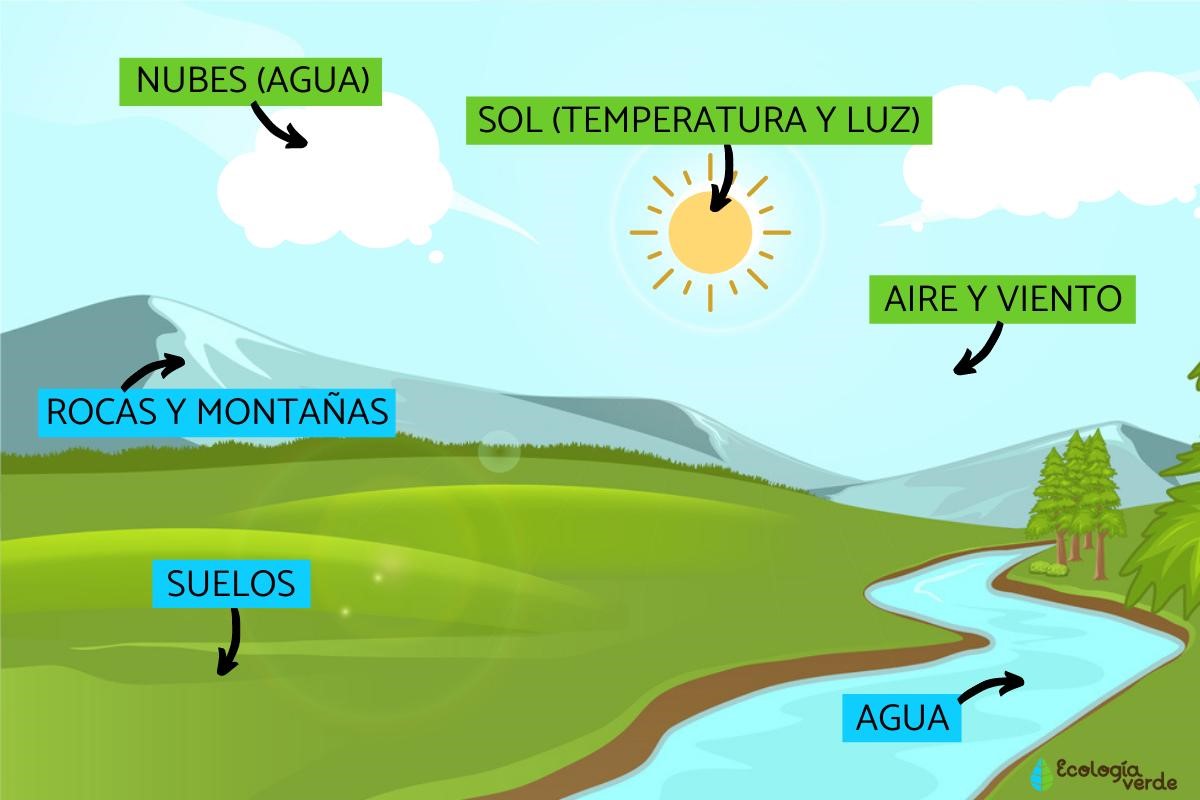 NUBES (AGUA)
SOL (TEMPERATURA Y LUZ)
AIRE Y VIENTO
ROCAS Y MONTAÑAS
SUELOS
AGUA
Ecología
verde